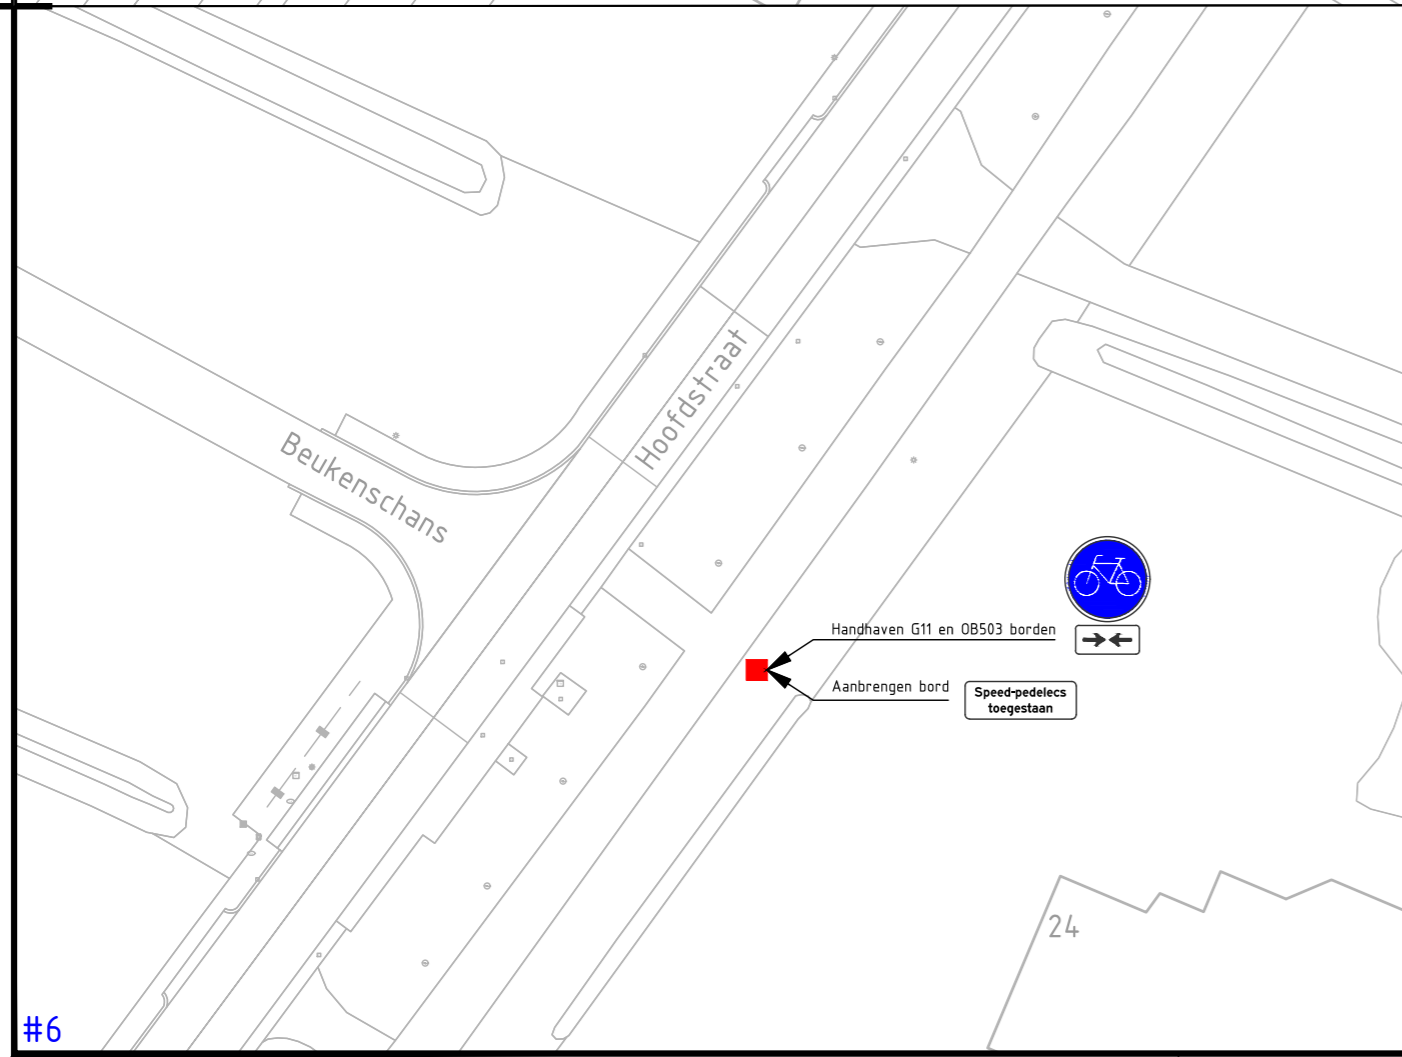 Hoofdstraat
Beukenschans
Handhaven G11 en OB503 borden
Aanbrengen bord
Speed-pedelecs
toegestaan
24
#6